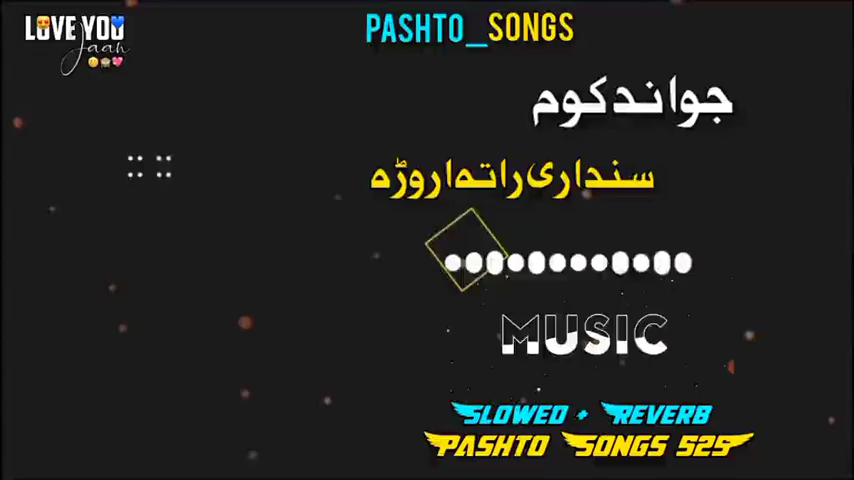 LOVE YOU
Jaan
PASHTO_SONGS
جواندکوم
سنداری راتہ اروڑہ
MUSIC
SLOWED + REVERB
PASHTO SONGS 525